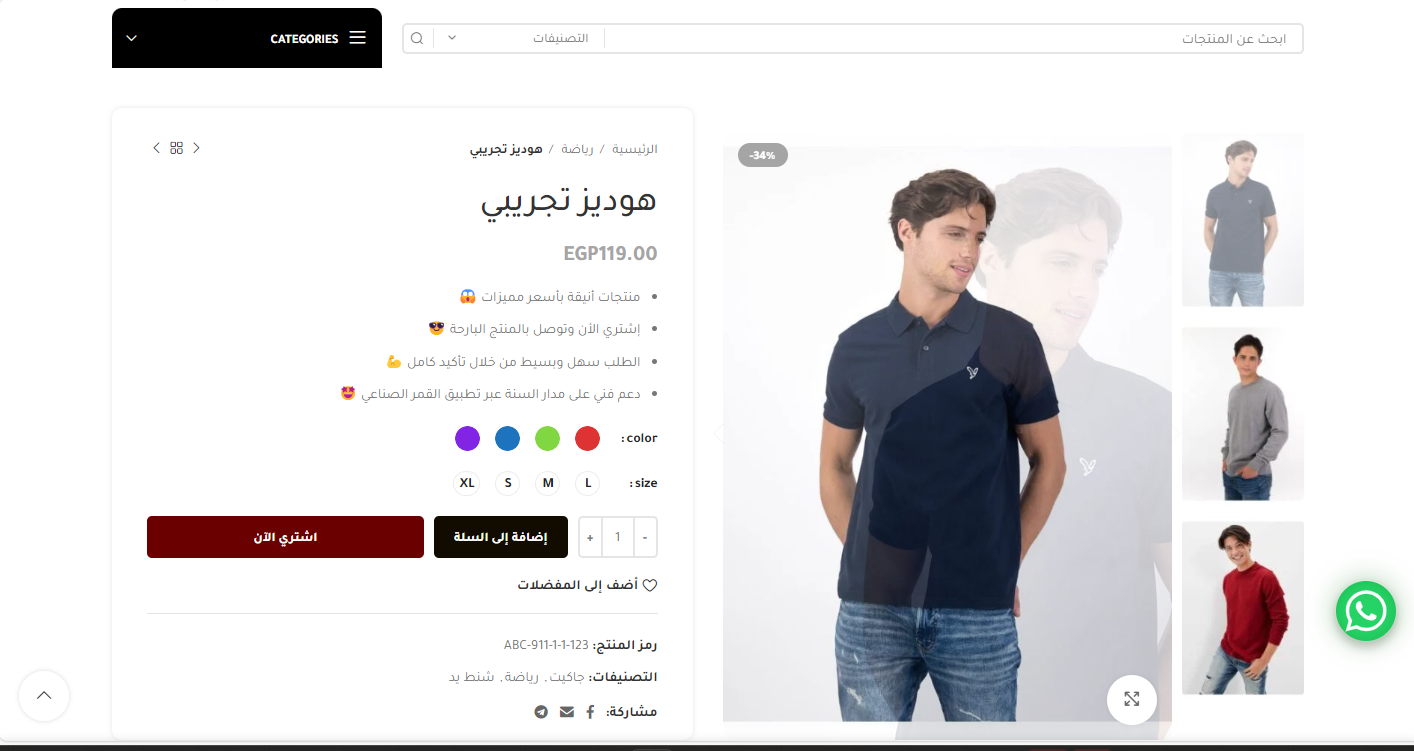 ابحث عن المنتجات
التصنيفات
CATEGORIES
-34%
الرئيسية / رياضة / هوديز تجريبي
هوديز تجريبي
EGP119.00
منتجات أنيقة بأسعر مميزات 😱
إشتري الأن وتوصل بالمنتج البارحة 😎
الطلب سهل وبسيط من خلال تأكيد كامل 💪
دعم فني على مدار السنة عبر تطبيق القمر الصناعي 🤩
color :
size :
L
M
S
XL
- 1 +
إضافة إلى السلة
اشتري الآن
أضف إلى المفضلات
رمز المنتج: ABC-911-1-1-123
التصنيفات: جاكيت, رياضة, شنط يد
مشاركة: